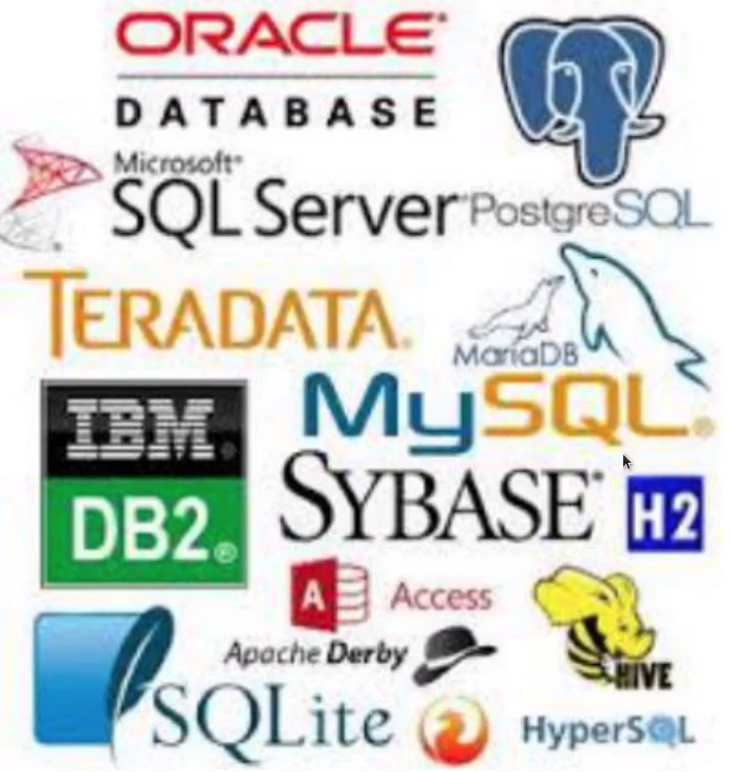 ORACLE®
DATABASE
Microsoft®
SQL Server®
PostgreSQL
TERADATA®
MariaDB
MySQL®
IBM®
DB2®
SYBASE®
H2
A Access
Apache Derby
HIVE
SQLite
HyperSQL